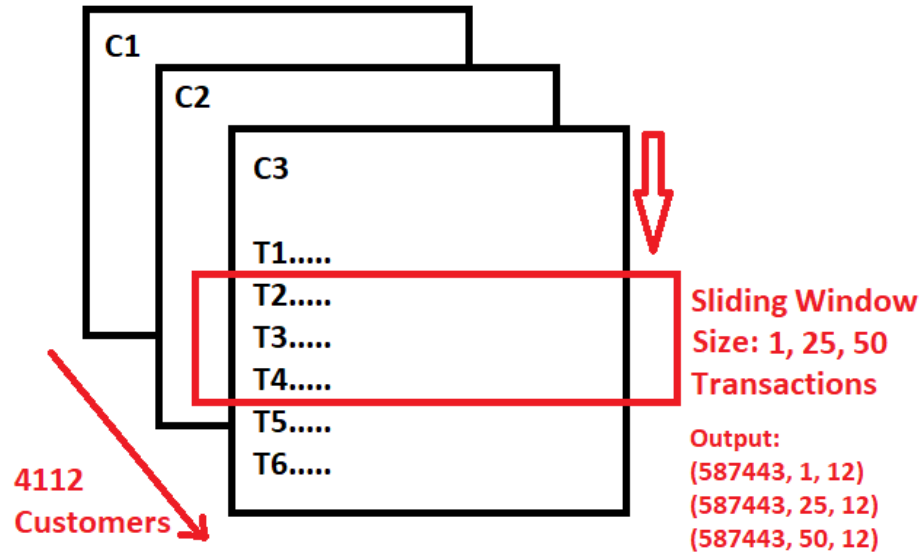 C1
C2
C3
T1.....
T2.....
T3.....
T4.....
T5.....
T6.....
Sliding Window
Size: 1, 25, 50
Transactions
Output:
(587443, 1, 12)
(587443, 25, 12)
(587443, 50, 12)
4112
Customers